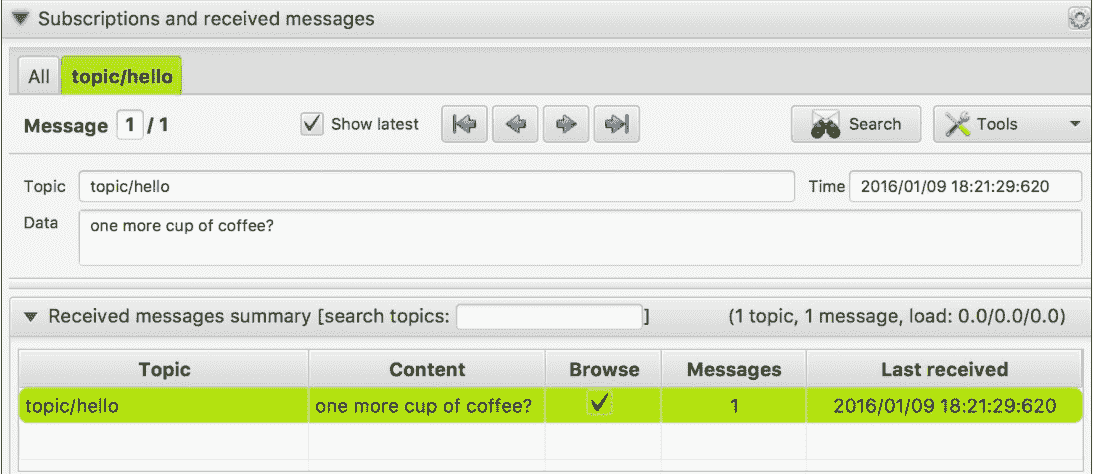 Subscriptions and received messages
All topic/hello
Message 1 / 1 Show latest Search Tools
Topic topic/hello Time 2016/01/09 18:21:29:620
Data one more cup of coffee?
Received messages summary [search topics: ] (1 topic, 1 message, load: 0.0/0.0/0.0)
Topic Content Browse Messages Last received
topic/hello one more cup of coffee? 1 2016/01/09 18:21:29:620